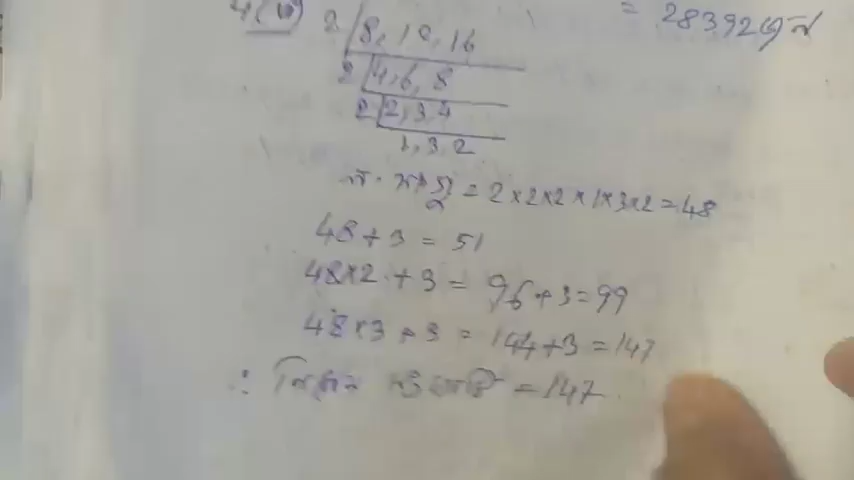 = 28392
2 | 8, 12, 16
2 | 4, 6, 8
2 | 2, 3, 4
1, 3, 2
= 2 × 2 × 2 × 1 × 3 × 2 = 48
48 + 3 = 51
48 × 2 + 3 = 96 + 3 = 99
48 × 3 + 3 = 144 + 3 = 147
∴ = 147